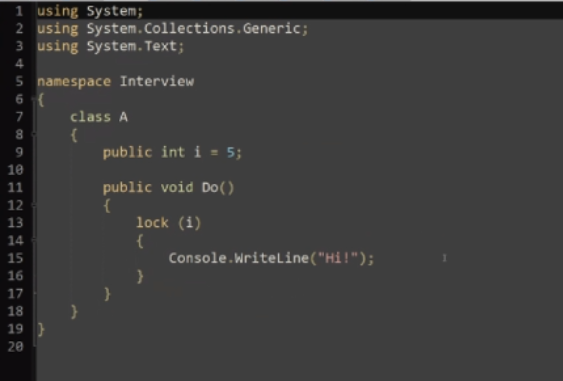 1 using System;
2 using System.Collections.Generic;
3 using System.Text;
4
5 namespace Interview
6 {
7     class A
8     {
9         public int i = 5;
10
11         public void Do()
12         {
13             lock (i)
14             {
15                 Console.WriteLine("Hi!");
16             }
17         }
18     }
19 }
20